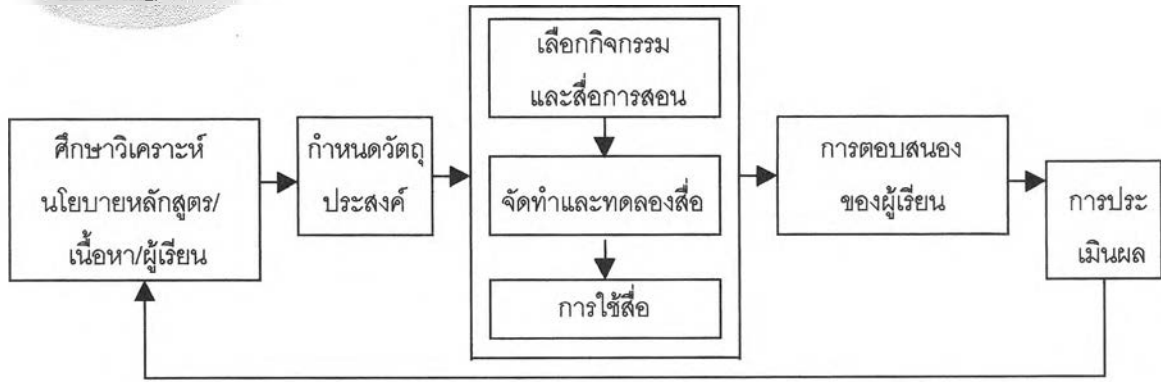 ศึกษาวิเคราะห์
นโยบายหลักสูตร/
เนื้อหา/ผู้เรียน
กำหนดวัตถุ
ประสงค์
เลือกกิจกรรม
และสื่อการสอน
จัดทำและทดลองสื่อ
การใช้สื่อ
การตอบสนอง
ของผู้เรียน
การประ
เมินผล